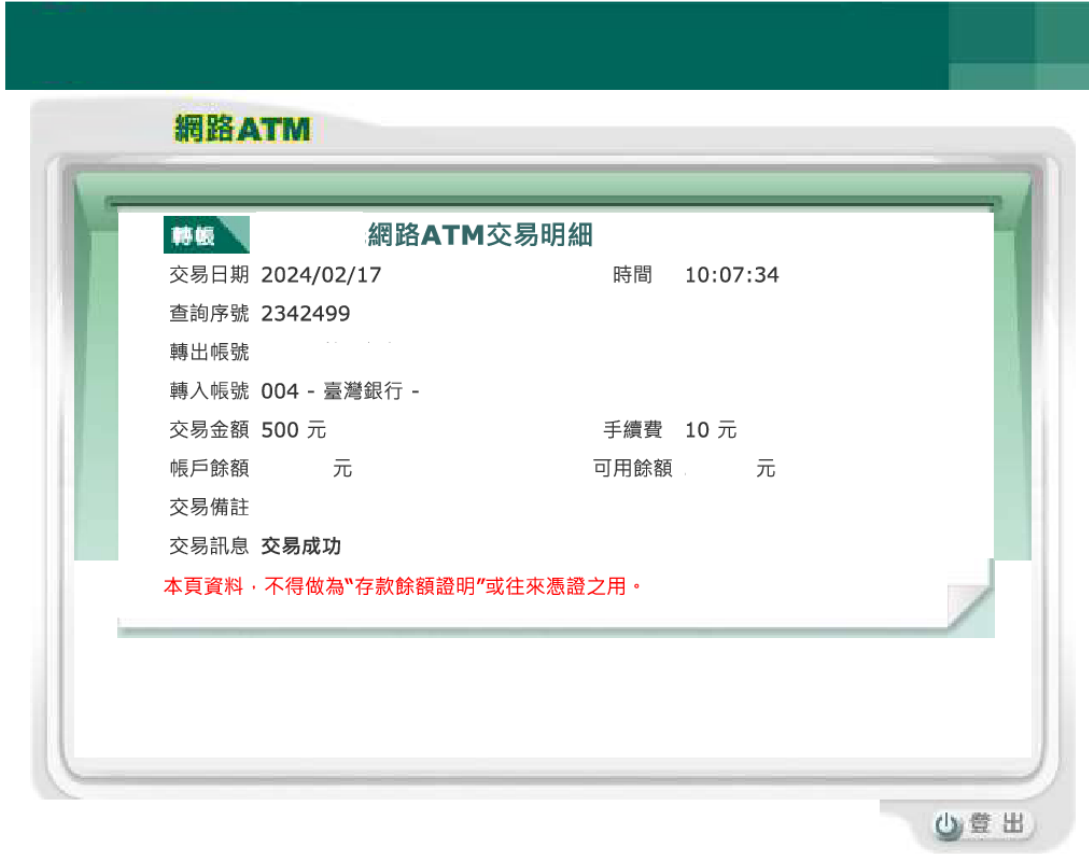 網路ATM
轉帳 網路ATM交易明細
交易日期 2024/02/17 時間 10:07:34
查詢序號 2342499
轉出帳號
轉入帳號 004 - 臺灣銀行 -
交易金額 500 元 手續費 10 元
帳戶餘額 元 可用餘額 元
交易備註
交易訊息 交易成功
本頁資料，不得做為“存款餘額證明”或往來憑證之用。
登出